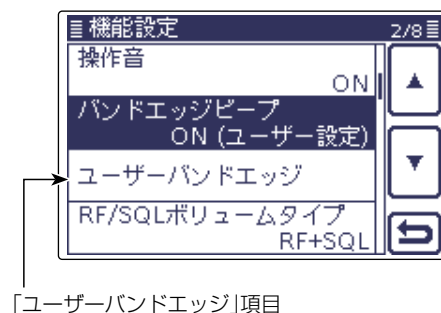 機能設定 2/8
操作音
ON
バンドエッジビープ
ON (ユーザー設定)
ユーザーバンドエッジ
RF/SQLボリュームタイプ
RF+SQL
「ユーザーバンドエッジ」項目